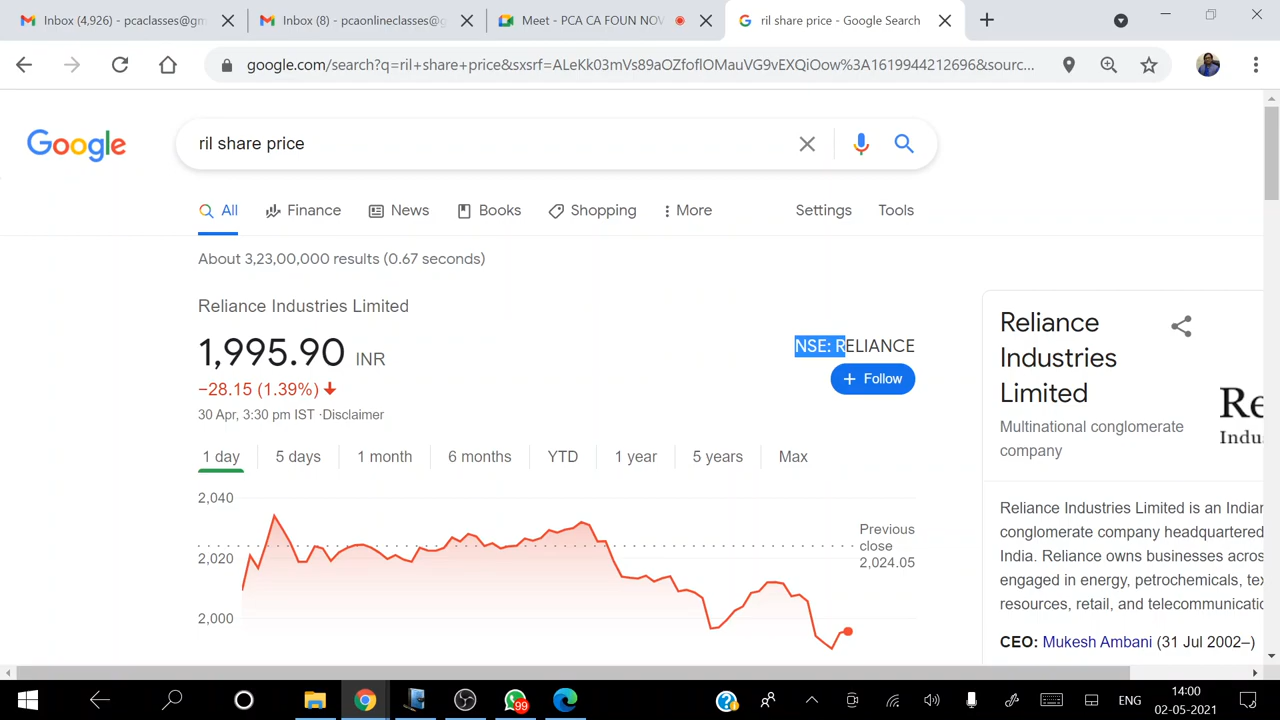 Inbox (4,926) - pcaclasses@gm
Inbox (8) - pcaonlineclasses@g
Meet - PCA CA FOUN NOV
ril share price - Google Search
google.com/search?q=ril+share+price&sxsrf=ALeKk03mVs89aOZfoflOMauVG9vEXQiOow%3A1619944212696&sourc...
Google
ril share price
All
Finance
News
Books
Shopping
More
Settings
Tools
About 3,23,00,000 results (0.67 seconds)
Reliance Industries Limited
1,995.90 INR
NSE: RELIANCE
−28.15 (1.39%)
+ Follow
30 Apr, 3:30 pm IST ·Disclaimer
1 day
5 days
1 month
6 months
YTD
1 year
5 years
Max
2,040
2,020
2,000
Previous
close
2,024.05
Reliance
Industries
Limited
Multinational conglomerate
company
Re
Indu
Reliance Industries Limited is an Indian
conglomerate company headquartered
India. Reliance owns businesses acros
engaged in energy, petrochemicals, te
resources, retail, and telecommunicatio
CEO: Mukesh Ambani (31 Jul 2002–)
99
ENG
14:00
02-05-2021